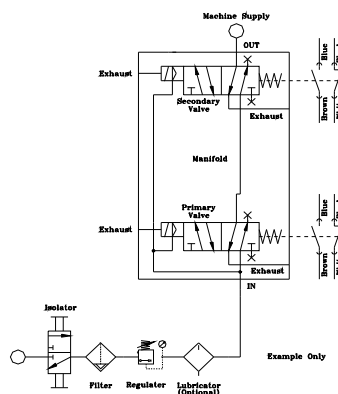 Machine Supply
OUT
Blue
Exhaust
Secondary
Valve
Exhaust
Brown
Manifold
Primary
Valve
Blue
Exhaust
Exhaust
Brown
IN
Isolator
Example Only
Filter
Regulater
Lubricator
(Optional)